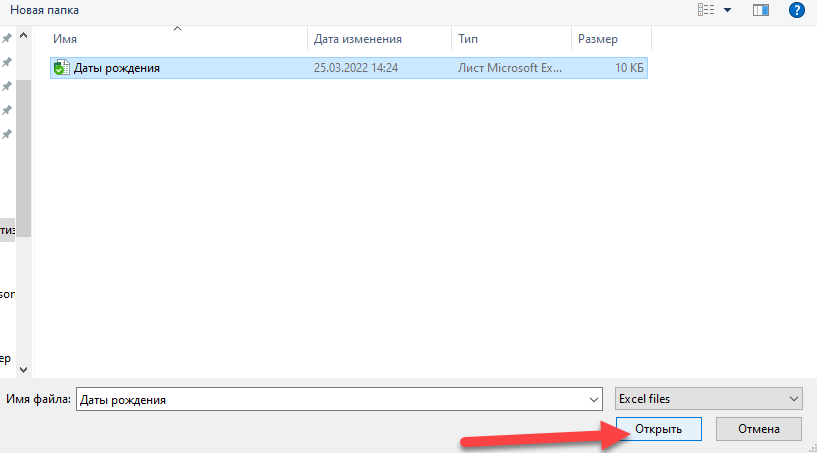 Новая папка
Имя Дата изменения Тип Размер
Даты рождения 25.03.2022 14:24 Лист Microsoft Ex... 10 КБ
тиз
son
ер
Имя файла: Даты рождения Excel files
Открыть Отмена